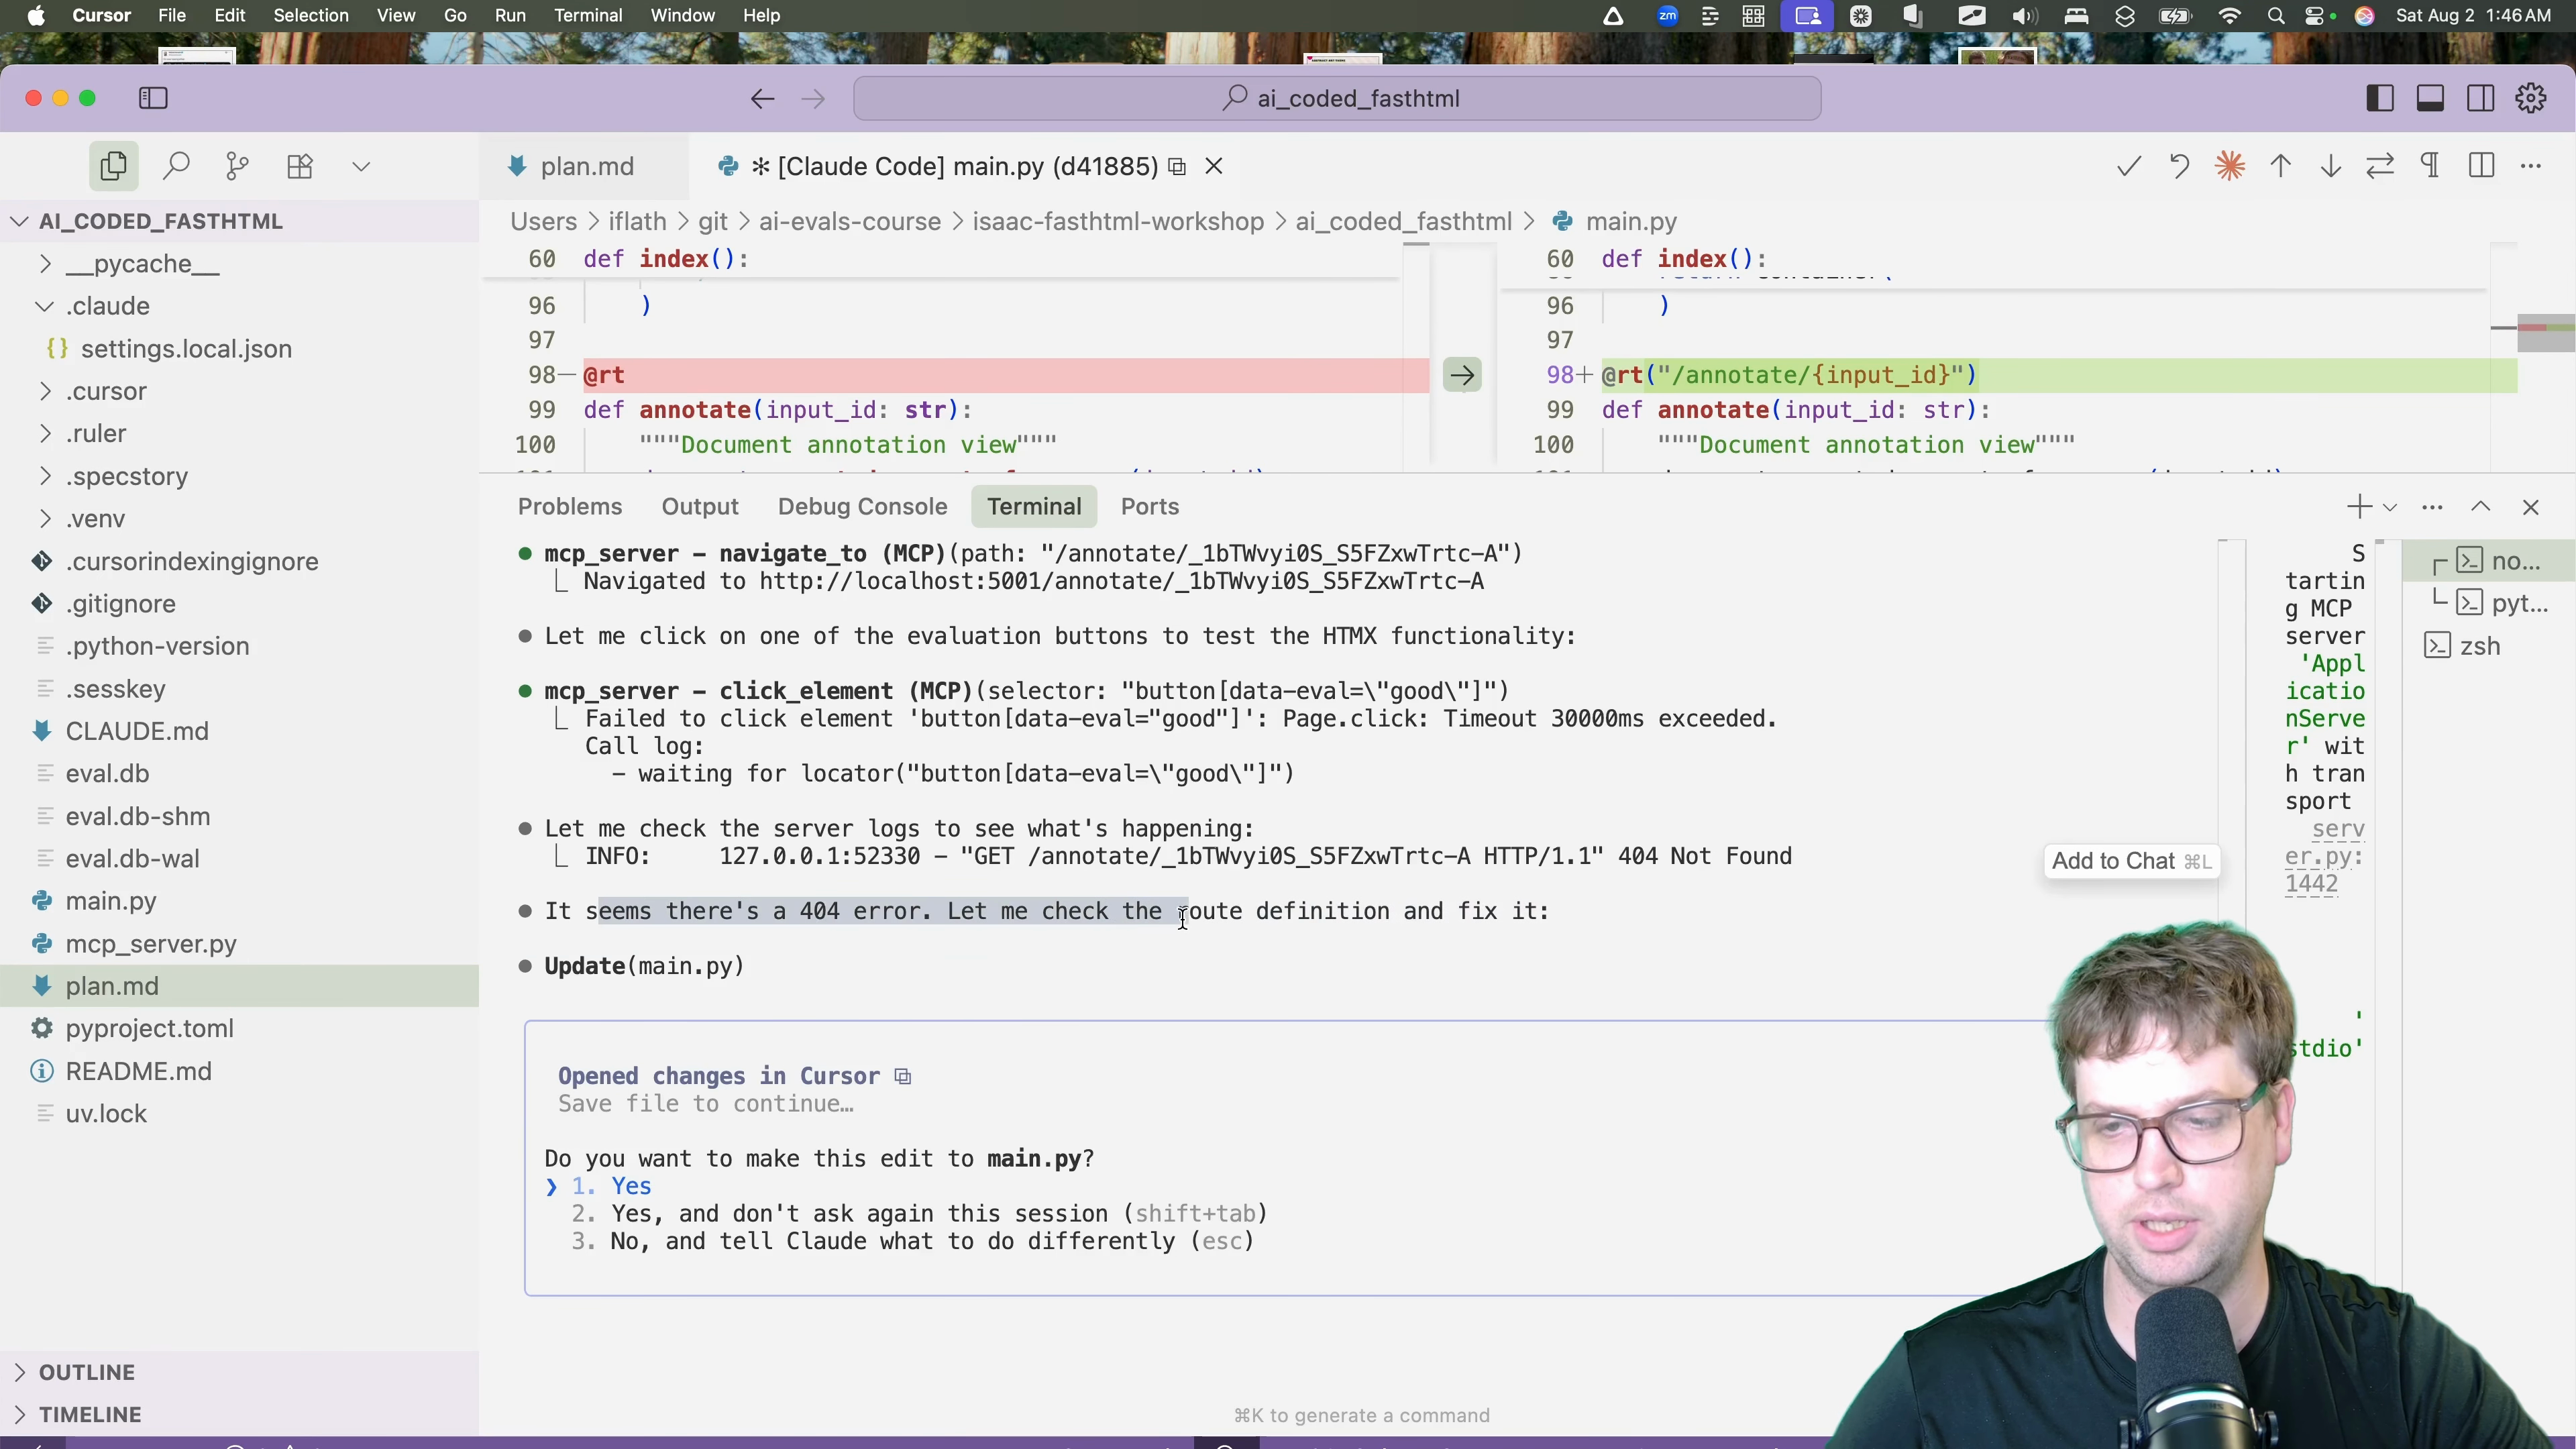 Cursor File Edit Selection View Go Run Terminal Window Help
zm
Sat Aug 2 1:46 AM
ai_coded_fasthtml
plan.md
✻ [Claude Code] main.py (d41885)
AI_CODED_FASTHTML
__pycache__
.claude
{} settings.local.json
.cursor
.ruler
.specstory
.venv
.cursorindexingignore
.gitignore
.python-version
.sesskey
CLAUDE.md
eval.db
eval.db-shm
eval.db-wal
main.py
mcp_server.py
plan.md
pyproject.toml
README.md
uv.lock
OUTLINE
TIMELINE
Users > iflath > git > ai-evals-course > isaac-fasthtml-workshop > ai_coded_fasthtml > main.py
60 def index():
96 )
97
98— @rt
99 def annotate(input_id: str):
100 """Document annotation view"""
60 def index():
96 )
97
98+ @rt("/annotate/{input_id}")
99 def annotate(input_id: str):
100 """Document annotation view"""
Problems Output Debug Console Terminal Ports
● mcp_server – navigate_to (MCP)(path: "/annotate/_1bTWvyi0S_S5FZxwTrtc-A")
⎿ Navigated to http://localhost:5001/annotate/_1bTWvyi0S_S5FZxwTrtc-A
● Let me click on one of the evaluation buttons to test the HTMX functionality:
● mcp_server – click_element (MCP)(selector: "button[data-eval=\"good\"]")
⎿ Failed to click element 'button[data-eval="good"]': Page.click: Timeout 30000ms exceeded.
Call log:
– waiting for locator("button[data-eval=\"good\"]")
● Let me check the server logs to see what's happening:
⎿ INFO: 127.0.0.1:52330 – "GET /annotate/_1bTWvyi0S_S5FZxwTrtc-A HTTP/1.1" 404 Not Found
● It seems there's a 404 error. Let me check the route definition and fix it:
● Update(main.py)
Opened changes in Cursor
Save file to continue…
Do you want to make this edit to main.py?
❯ 1. Yes
2. Yes, and don't ask again this session (shift+tab)
3. No, and tell Claude what to do differently (esc)
⌘K to generate a command
Add to Chat ⌘L
S
tartin
g MCP
server
'Appl
icatio
nServe
r' wit
h tran
sport
serv
er.py:
1442
'
stdio'
no...
pyt...
zsh